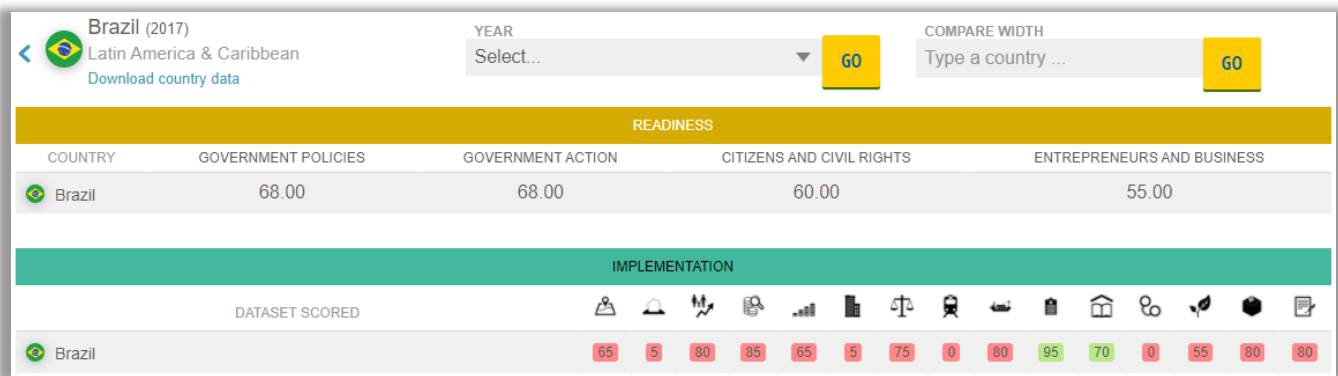 Brazil (2017)
Latin America & Caribbean
Download country data
YEAR
Select...
GO
COMPARE WIDTH
Type a country ...
GO
READINESS
COUNTRY GOVERNMENT POLICIES GOVERNMENT ACTION CITIZENS AND CIVIL RIGHTS ENTREPRENEURS AND BUSINESS
Brazil 68.00 68.00 60.00 55.00
IMPLEMENTATION
DATASET SCORED
Brazil 65 5 80 85 65 5 75 0 80 95 70 0 55 80 80